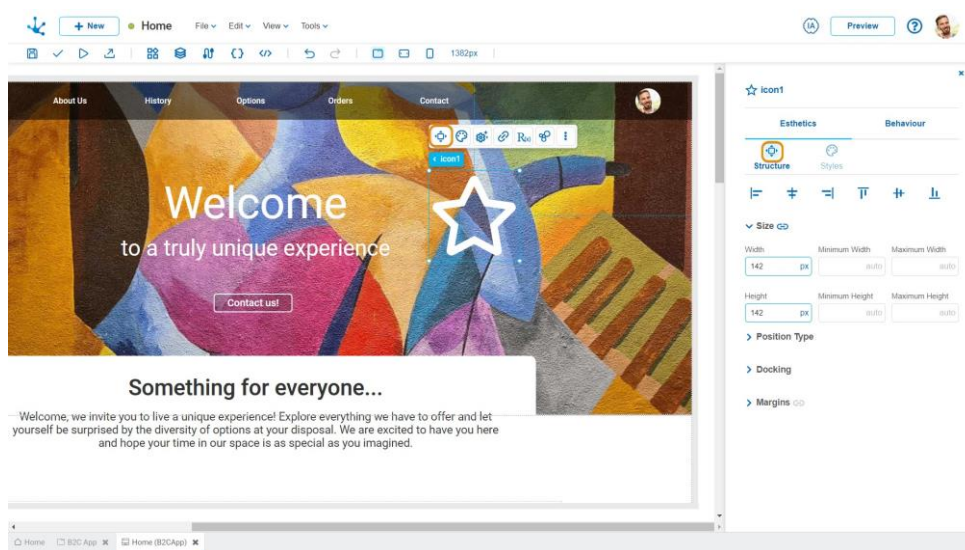 + New
Home
File
Edit
View
Tools
IA
Preview
?
1382px
About Us
History
Options
Orders
Contact
icon1
Welcome
to a truly unique experience
Contact us!
Something for everyone...
Welcome, we invite you to live a unique experience! Explore everything we have to offer and let
yourself be surprised by the diversity of options at your disposal. We are excited to have you here
and hope your time in our space is as special as you imagined.
icon1
Esthetics
Behaviour
Structure
Styles
Size
Width
Minimum Width
Maximum Width
142 px
auto
auto
Height
Minimum Height
Maximum Height
142 px
auto
auto
Position Type
Docking
Margins
Home
B2C App
Home (B2CApp)